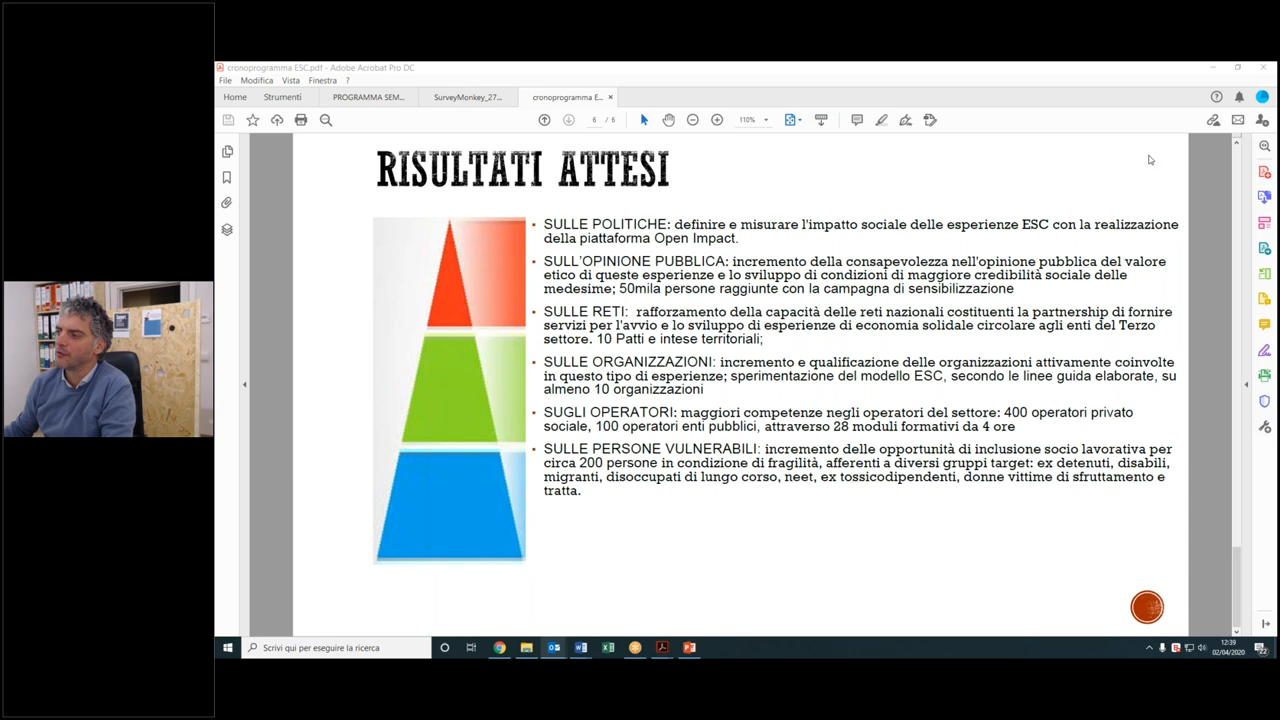 cronoprogramma ESC.pdf - Adobe Acrobat Pro DC
File Modifica Vista Finestra ?
Home Strumenti PROGRAMMA SEM... SurveyMonkey_27... cronoprogramma E... ×
6 / 6 110%
RISULTATI ATTESI
SULLE POLITICHE: definire e misurare l'impatto sociale delle esperienze ESC con la realizzazione
della piattaforma Open Impact.
SULL'OPINIONE PUBBLICA: incremento della consapevolezza nell'opinione pubblica del valore
etico di queste esperienze e lo sviluppo di condizioni di maggiore credibilità sociale delle
medesime; 50mila persone raggiunte con la campagna di sensibilizzazione
SULLE RETI: rafforzamento della capacità delle reti nazionali costituenti la partnership di fornire
servizi per l'avvio e lo sviluppo di esperienze di economia solidale circolare agli enti del Terzo
settore. 10 Patti e intese territoriali;
SULLE ORGANIZZAZIONI: incremento e qualificazione delle organizzazioni attivamente coinvolte
in questo tipo di esperienze; sperimentazione del modello ESC, secondo le linee guida elaborate, su
almeno 10 organizzazioni
SUGLI OPERATORI: maggiori competenze negli operatori del settore: 400 operatori privato
sociale, 100 operatori enti pubblici, attraverso 28 moduli formativi da 4 ore
SULLE PERSONE VULNERABILI: incremento delle opportunità di inclusione socio lavorativa per
circa 200 persone in condizione di fragilità, afferenti a diversi gruppi target: ex detenuti, disabili,
migranti, disoccupati di lungo corso, neet, ex tossicodipendenti, donne vittime di sfruttamento e
tratta.
Scrivi qui per eseguire la ricerca
12:39
02/04/2020